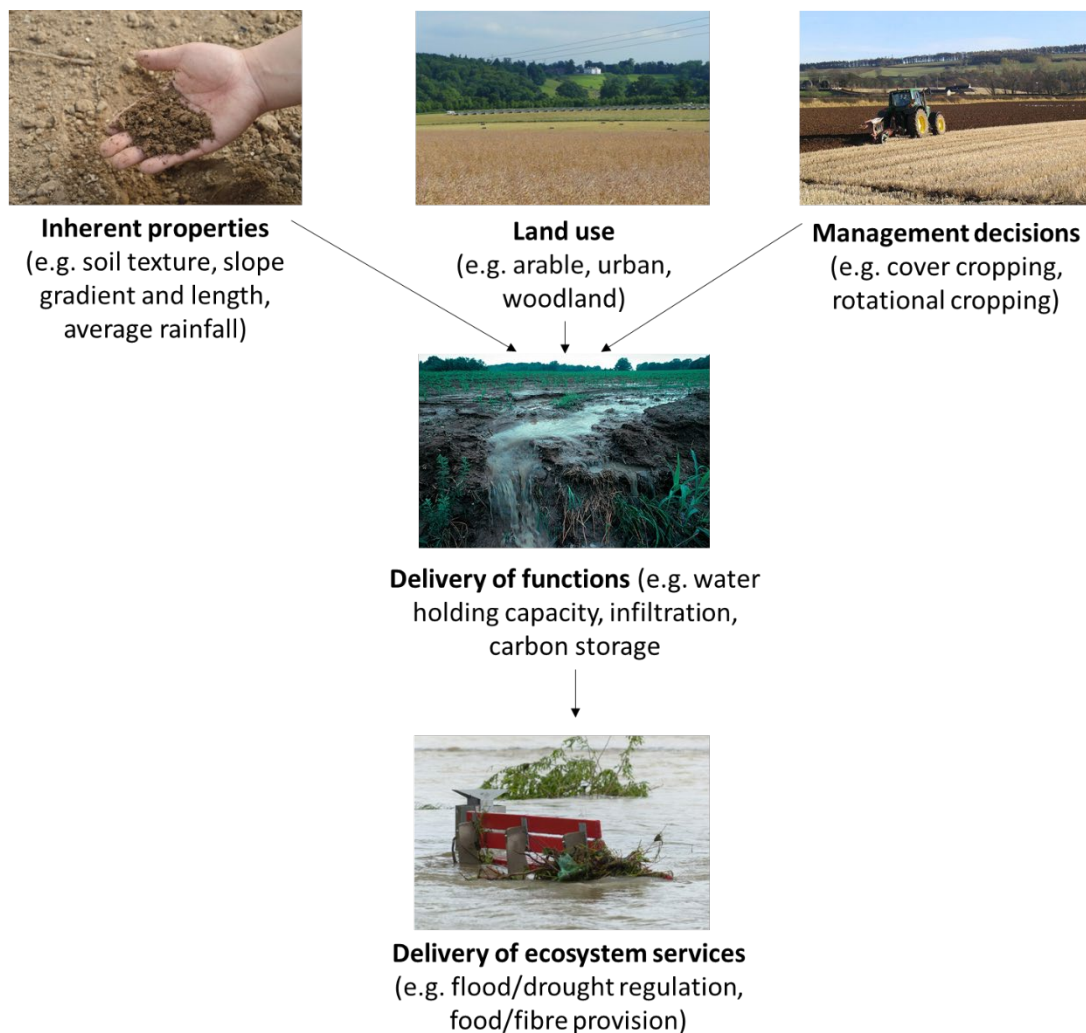 Inherent properties
(e.g. soil texture, slope
gradient and length,
average rainfall)
Land use
(e.g. arable, urban,
woodland)
Management decisions
(e.g. cover cropping,
rotational cropping)
Delivery of functions (e.g. water
holding capacity, infiltration,
carbon storage
Delivery of ecosystem services
(e.g. flood/drought regulation,
food/fibre provision)